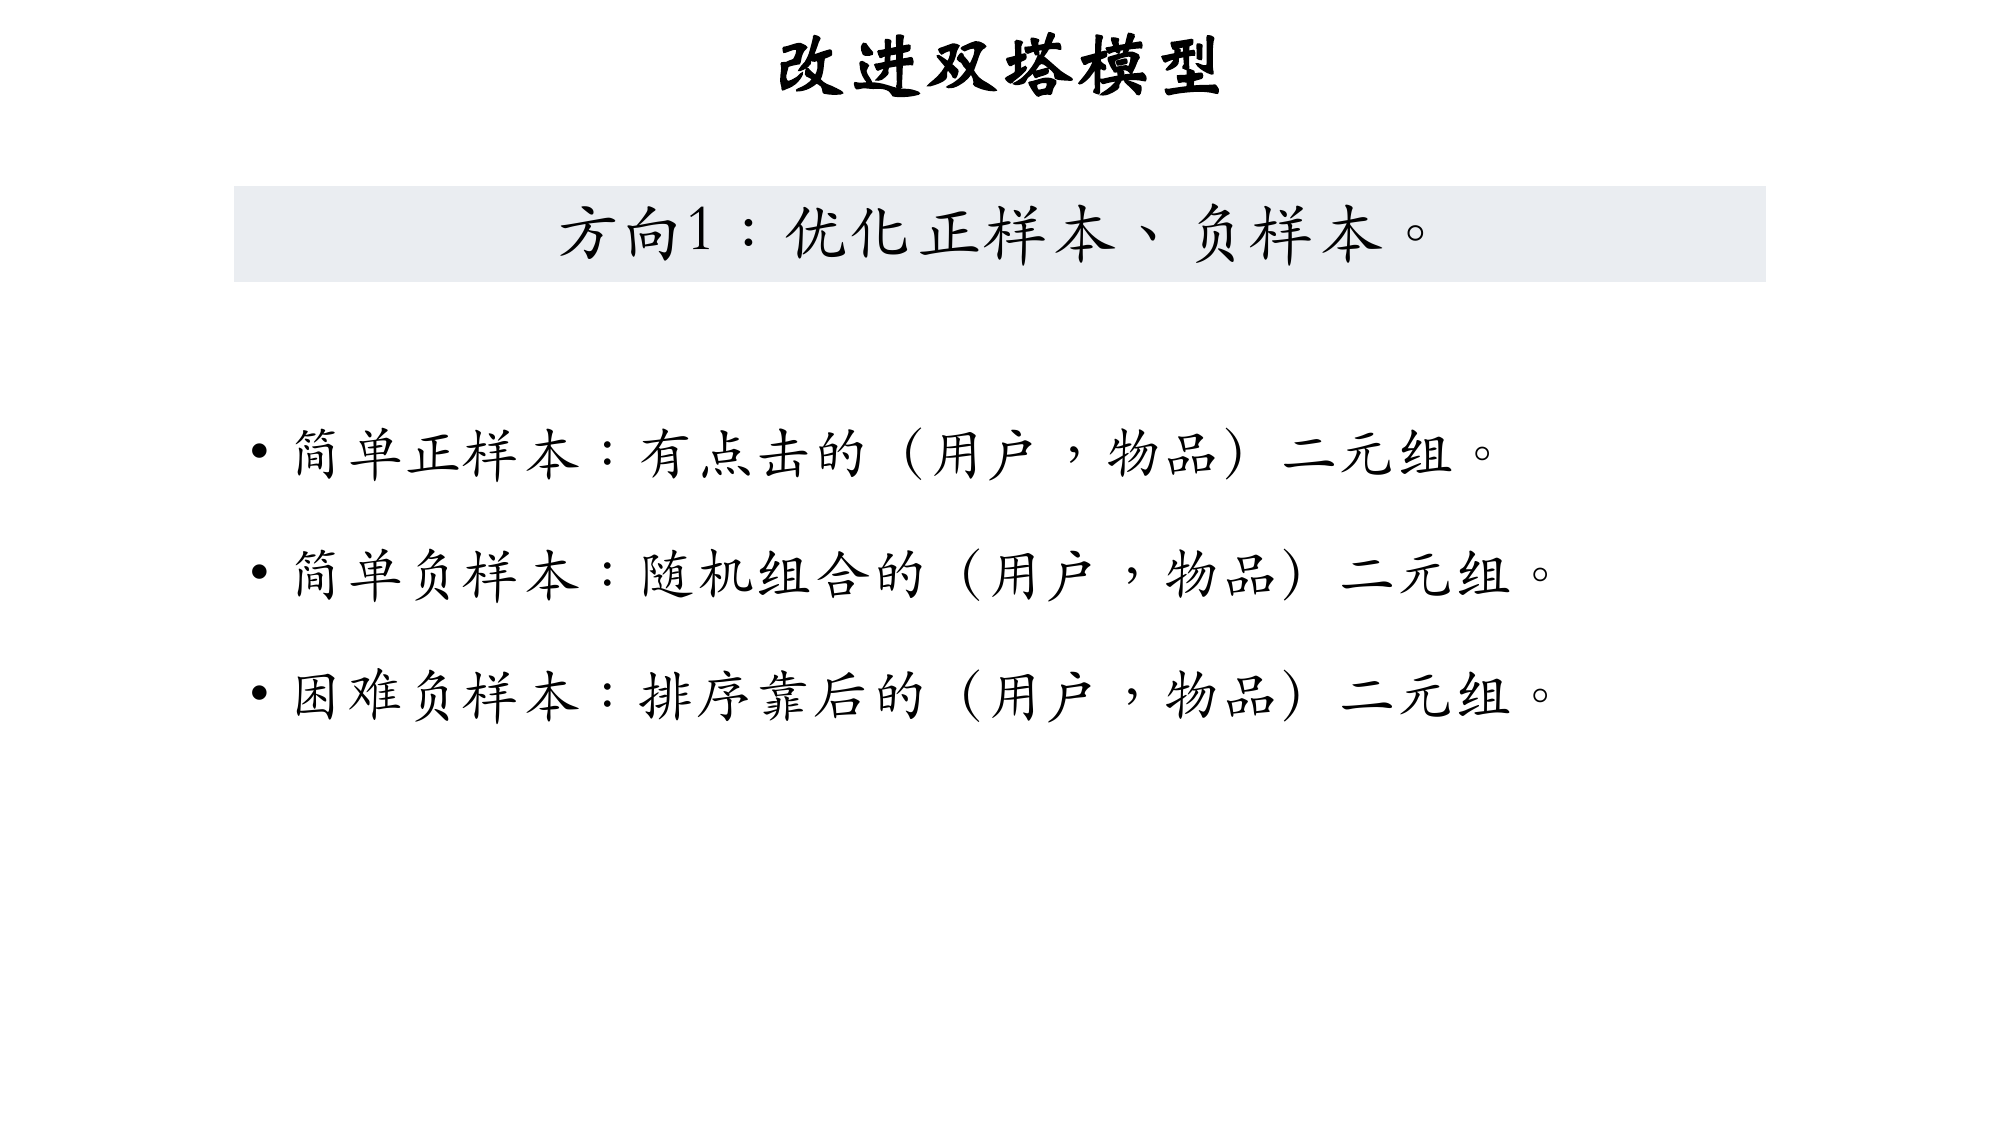 改进双塔模型
方向1：优化正样本、负样本。
• 简单正样本：有点击的（用户，物品）二元组。
• 简单负样本：随机组合的（用户，物品）二元组。
• 困难负样本：排序靠后的（用户，物品）二元组。